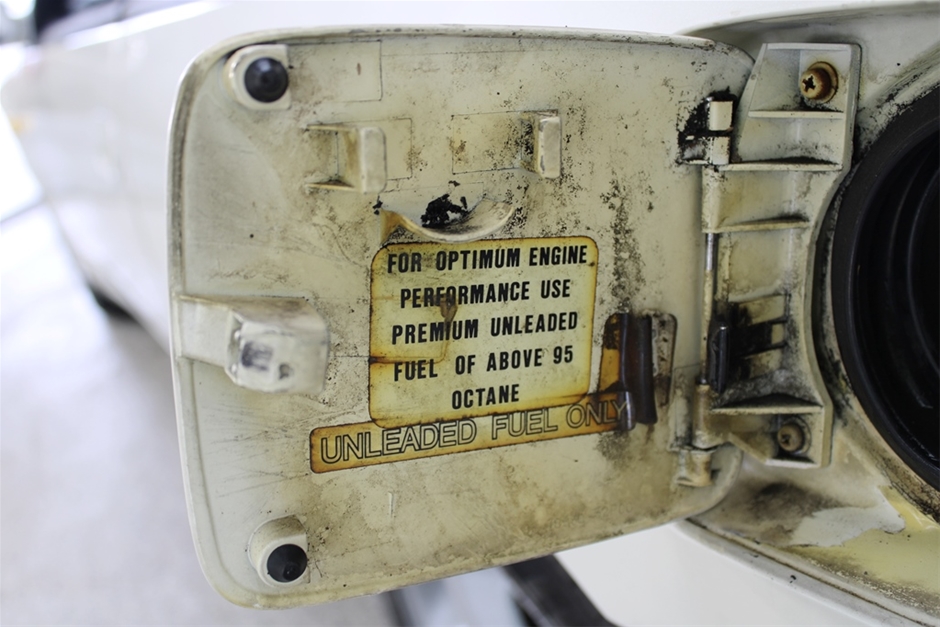 FOR OPTIMUM ENGINE
PERFORMANCE USE
PREMIUM UNLEADED
FUEL OF ABOVE 95
OCTANE
UNLEADED FUEL ONLY